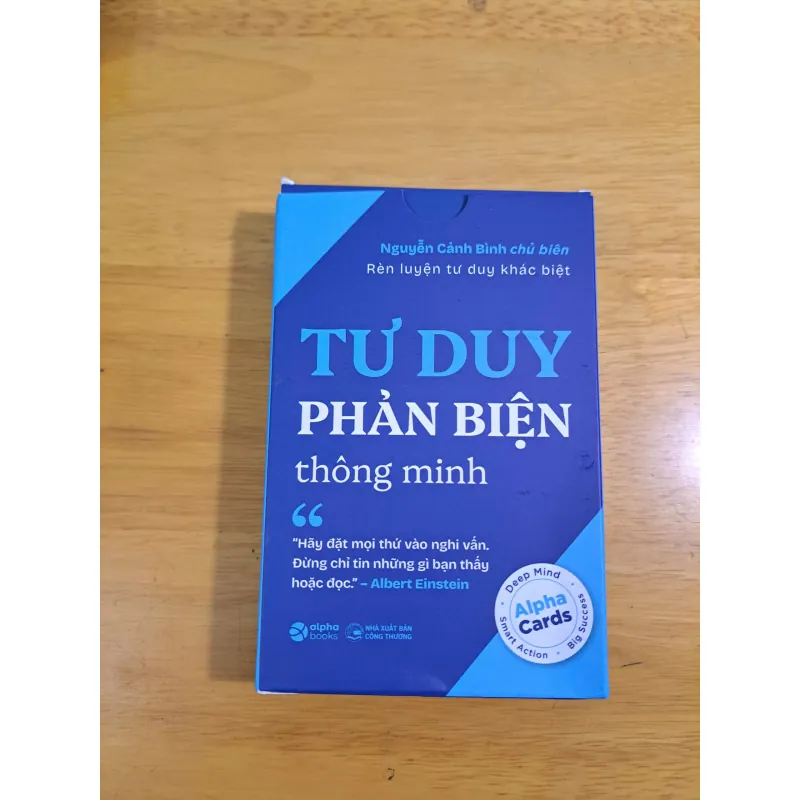 Nguyễn Cảnh Bình chủ biên
Rèn luyện tư duy khác biệt
TƯ DUY
PHẢN BIỆN
thông minh
“
“Hãy đặt mọi thứ vào nghi vấn.
Đừng chỉ tin những gì bạn thấy
hoặc đọc.” – Albert Einstein
alpha
books
NHÀ XUẤT BẢN
CÔNG THƯƠNG
Deep Mind
Alpha
Cards
Smart Action
Big Success